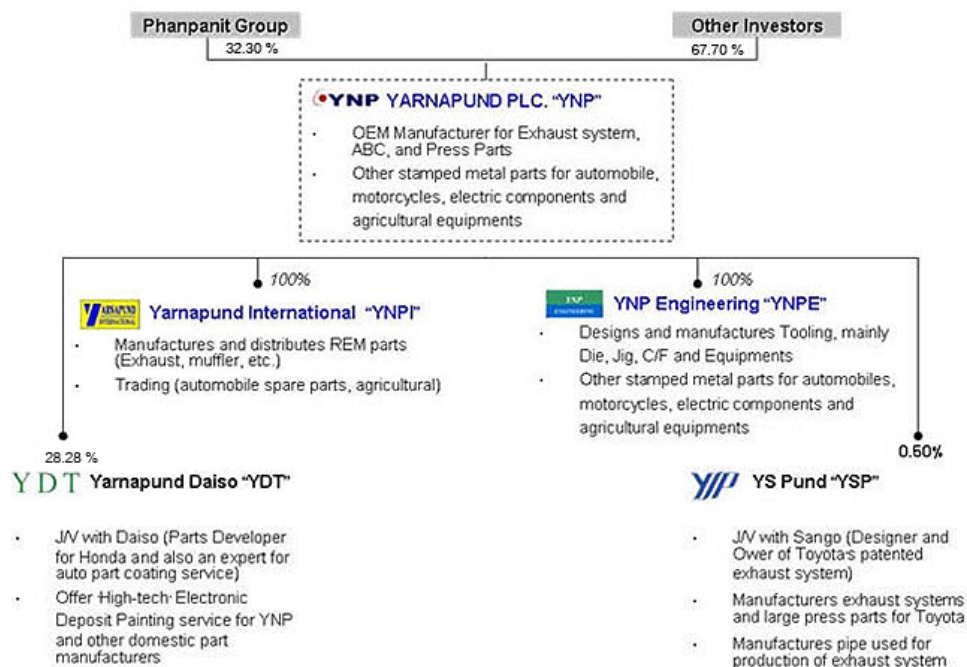 Phanpanit Group
Other Investors
32.30 %
67.70 %
YNP YARNAPUND PLC. "YNP"
· OEM Manufacturer for Exhaust system,
ABC, and Press Parts
· Other stamped metal parts for automobile,
motorcycles, electric components and
agricultural equipments
100%
100%
YARNAPUND
INTERNATIONAL
Yarnapund International "YNPI"
· Manufactures and distributes REM parts
(Exhaust, muffler, etc.)
· Trading (automobile spare parts, agricultural)
YNP
ENGINEERING
YNP Engineering "YNPE"
· Designs and manufactures Tooling, mainly
Die, Jig, C/F and Equipments
· Other stamped metal parts for automobiles,
motorcycles, electric components and
agricultural equipments
28.28 %
0.50%
YDT Yarnapund Daiso "YDT"
· J/V with Daiso (Parts Developer
for Honda and also an expert for
auto part coating service)
· Offer High-tech Electronic
Deposit Painting service for YNP
and other domestic part
manufacturers
YIP YS Pund "YSP"
· J/V with Sango (Designer and
Ower of Toyota's patented
exhaust system)
· Manufacturers exhaust systems
and large press parts for Toyota
· Manufactures pipe used for
production of exhaust system